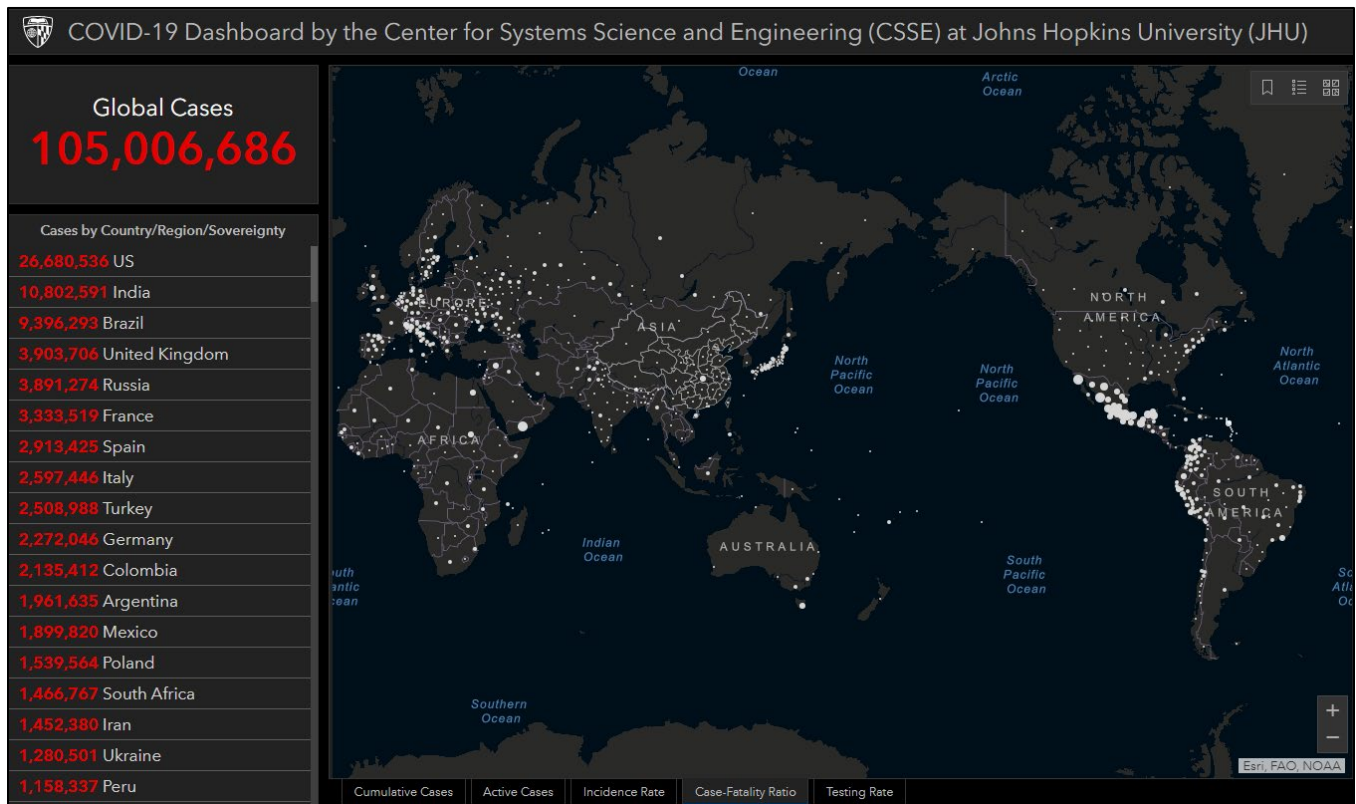 COVID-19 Dashboard by the Center for Systems Science and Engineering (CSSE) at Johns Hopkins University (JHU)
Global Cases
105,006,686
Cases by Country/Region/Sovereignty
26,680,536 US
10,802,591 India
9,396,293 Brazil
3,903,706 United Kingdom
3,891,274 Russia
3,333,519 France
2,913,425 Spain
2,597,446 Italy
2,508,988 Turkey
2,272,046 Germany
2,135,412 Colombia
1,961,635 Argentina
1,899,820 Mexico
1,539,564 Poland
1,466,767 South Africa
1,452,380 Iran
1,280,501 Ukraine
1,158,337 Peru
Ocean
Arctic
Ocean
EUROPE
ASIA
NORTH
AMERICA
North
Pacific
Ocean
North
Pacific
Ocean
North
Atlantic
Ocean
AFRICA
SOUTH
AMERICA
Indian
Ocean
AUSTRALIA
South
Pacific
Ocean
uth
antic
cean
So
Atl
Oc
Southern
Ocean
+
−
Esri, FAO, NOAA
Cumulative Cases
Active Cases
Incidence Rate
Case-Fatality Ratio
Testing Rate